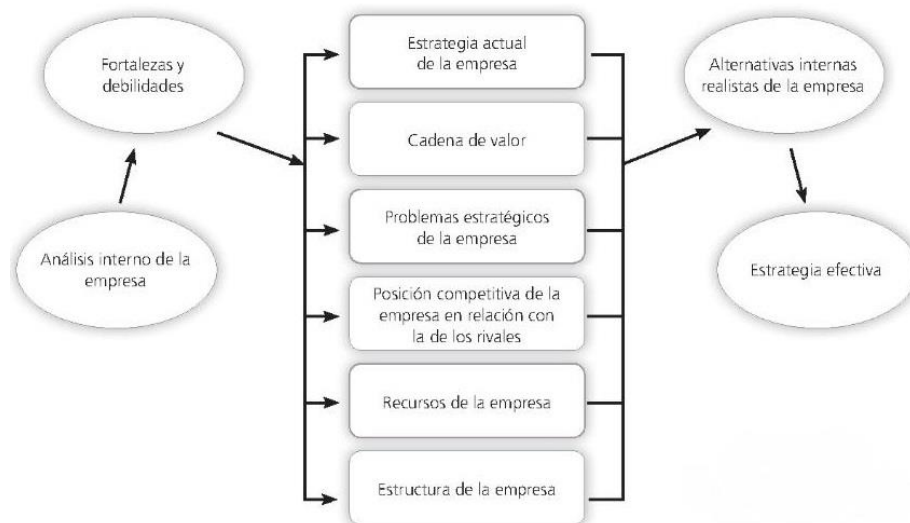 Fortalezas y
debilidades
Análisis interno de la
empresa
Estrategia actual
de la empresa
Cadena de valor
Problemas estratégicos
de la empresa
Posición competitiva de la
empresa en relación con
la de los rivales
Recursos de la empresa
Estructura de la empresa
Alternativas internas
realistas de la empresa
Estrategia efectiva